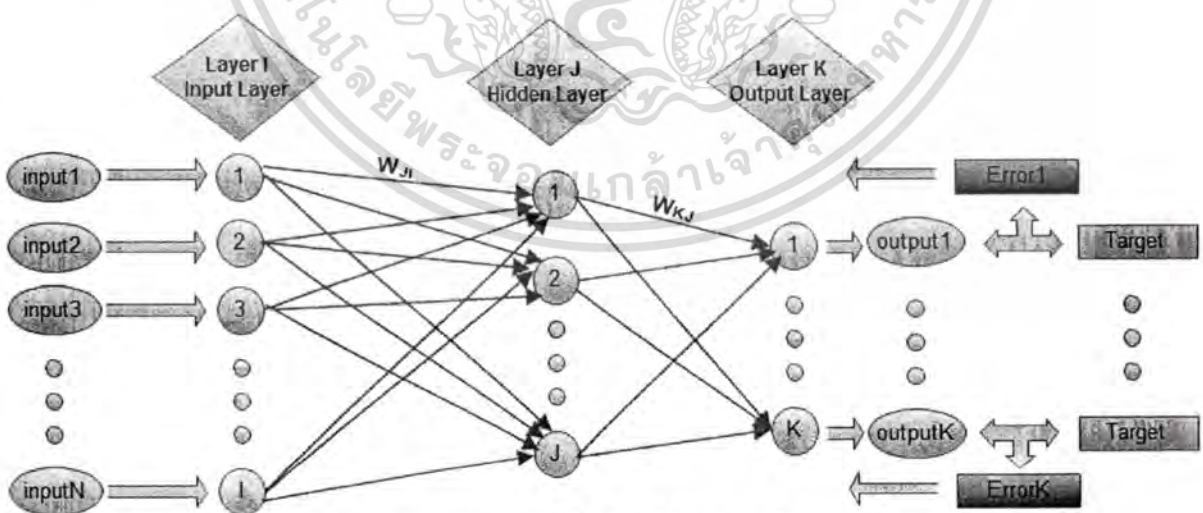 Layer I
Input Layer
Layer J
Hidden Layer
Layer K
Output Layer
input1
1
WJI
1
WKJ
Error1
input2
2
1
output1
Target
input3
3
2
K
outputK
Target
inputN
I
J
ErrorK